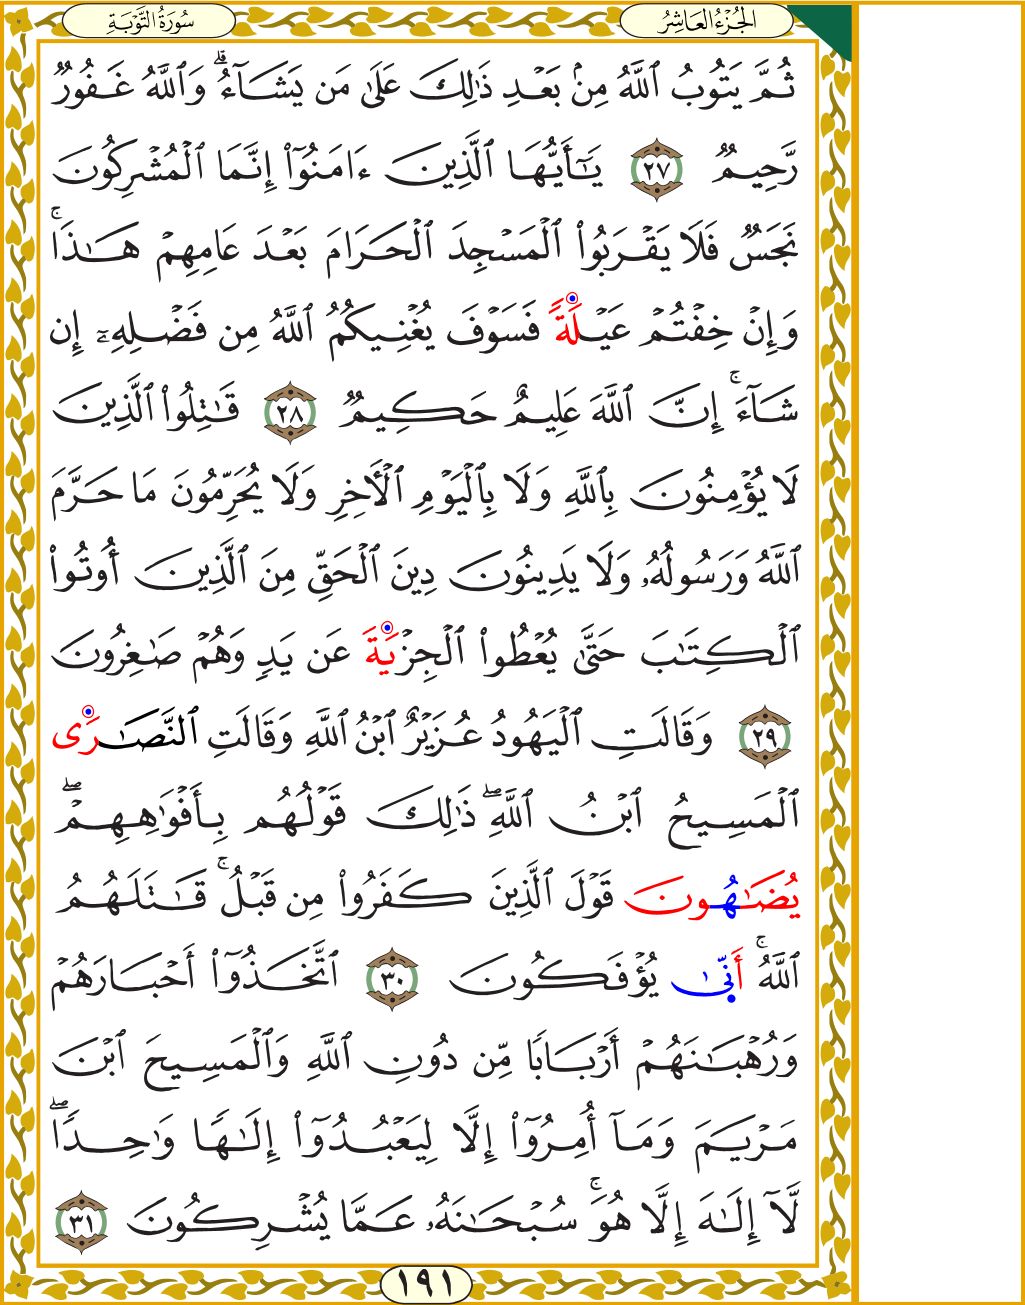 الجُزْءُ العَاشِرُ
سُورَةُ التَّوْبَةِ
ثُمَّ يَتُوبُ ٱللَّهُ مِنۢ بَعْدِ ذَٰلِكَ عَلَىٰ مَن يَشَآءُۗ وَٱللَّهُ غَفُورٌ
رَّحِيمٌ ٢٧ يَٰٓأَيُّهَا ٱلَّذِينَ ءَامَنُوٓا۟ إِنَّمَا ٱلْمُشْرِكُونَ
نَجَسٌ فَلَا يَقْرَبُوا۟ ٱلْمَسْجِدَ ٱلْحَرَامَ بَعْدَ عَامِهِمْ هَٰذَاۚ
وَإِنْ خِفْتُمْ عَيْلَةً فَسَوْفَ يُغْنِيكُمُ ٱللَّهُ مِن فَضْلِهِۦٓ إِن
شَآءَۚ إِنَّ ٱللَّهَ عَلِيمٌ حَكِيمٌ ٢٨ قَٰتِلُوا۟ ٱلَّذِينَ
لَا يُؤْمِنُونَ بِٱللَّهِ وَلَا بِٱلْيَوْمِ ٱلْأَخِرِ وَلَا يُحَرِّمُونَ مَا حَرَّمَ
ٱللَّهُ وَرَسُولُهُۥ وَلَا يَدِينُونَ دِينَ ٱلْحَقِّ مِنَ ٱلَّذِينَ أُوتُوا۟
ٱلْكِتَٰبَ حَتَّىٰ يُعْطُوا۟ ٱلْجِزْيَةَ عَن يَدٍ وَهُمْ صَٰغِرُونَ
٢٩ وَقَالَتِ ٱلْيَهُودُ عُزَيْرٌ ٱبْنُ ٱللَّهِ وَقَالَتِ ٱلنَّصَٰرَى
ٱلْمَسِيحُ ٱبْنُ ٱللَّهِۖ ذَٰلِكَ قَوْلُهُم بِأَفْوَٰهِهِمْۖ
يُضَٰهُونَ قَوْلَ ٱلَّذِينَ كَفَرُوا۟ مِن قَبْلُۚ قَٰتَلَهُمُ
ٱللَّهُۚ أَنَّىٰ يُؤْفَكُونَ ٣٠ ٱتَّخَذُوٓا۟ أَحْبَارَهُمْ
وَرُهْبَٰنَهُمْ أَرْبَابًا مِّن دُونِ ٱللَّهِ وَٱلْمَسِيحَ ٱبْنَ
مَرْيَمَ وَمَآ أُمِرُوٓا۟ إِلَّا لِيَعْبُدُوٓا۟ إِلَٰهًا وَٰحِدًاۖ
لَّآ إِلَٰهَ إِلَّا هُوَۚ سُبْحَٰنَهُۥ عَمَّا يُشْرِكُونَ ٣١
١٩١